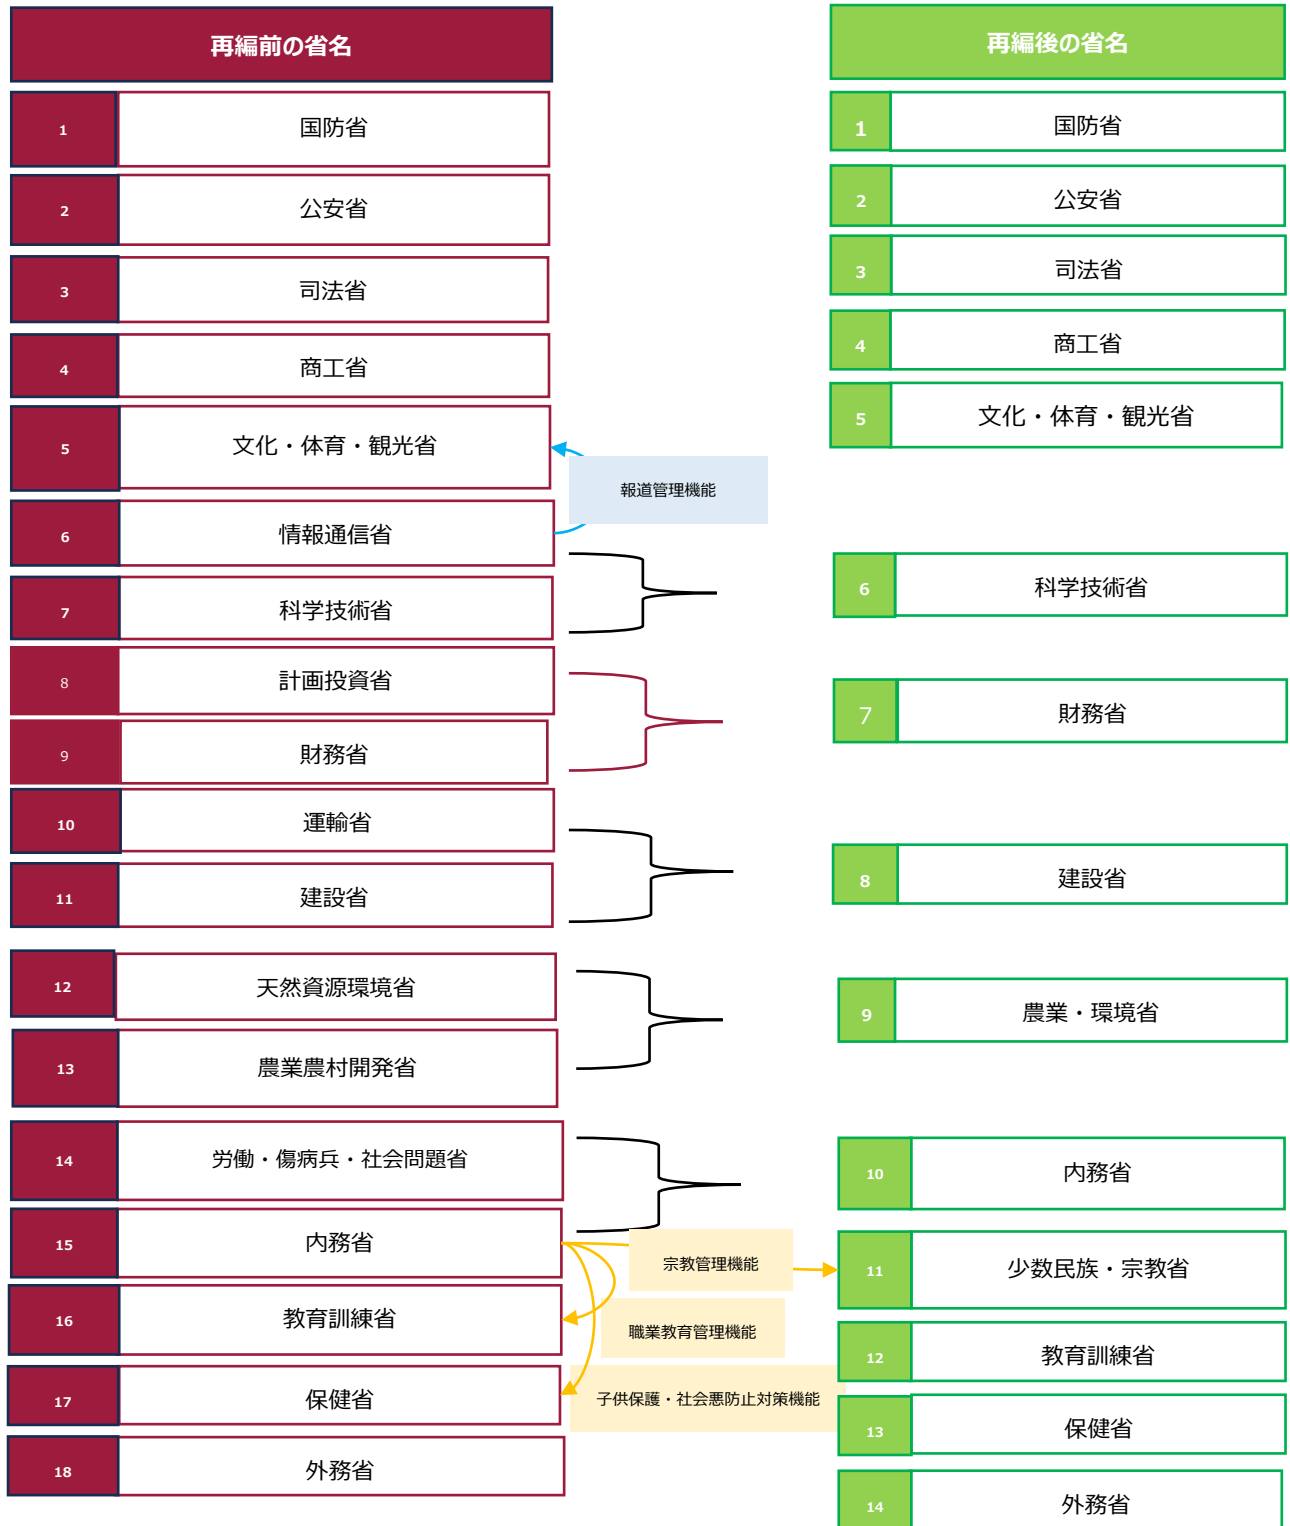 再編前の省名
1 国防省
2 公安省
3 司法省
4 商工省
5 文化・体育・観光省
6 情報通信省
7 科学技術省
8 計画投資省
9 財務省
10 運輸省
11 建設省
12 天然資源環境省
13 農業農村開発省
14 労働・傷病兵・社会問題省
15 内務省
16 教育訓練省
17 保健省
18 外務省
報道管理機能
宗教管理機能
職業教育管理機能
子供保護・社会悪防止対策機能
再編後の省名
1 国防省
2 公安省
3 司法省
4 商工省
5 文化・体育・観光省
6 科学技術省
7 財務省
8 建設省
9 農業・環境省
10 内務省
11 少数民族・宗教省
12 教育訓練省
13 保健省
14 外務省